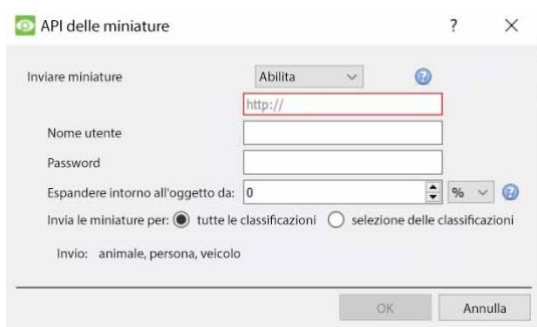 API delle miniature ?
Inviare miniature Abilita
http://
Nome utente
Password
Espandere intorno all'oggetto da: 0 %
Invia le miniature per: tutte le classificazioni selezione delle classificazioni
Invio: animale, persona, veicolo
OK Annulla